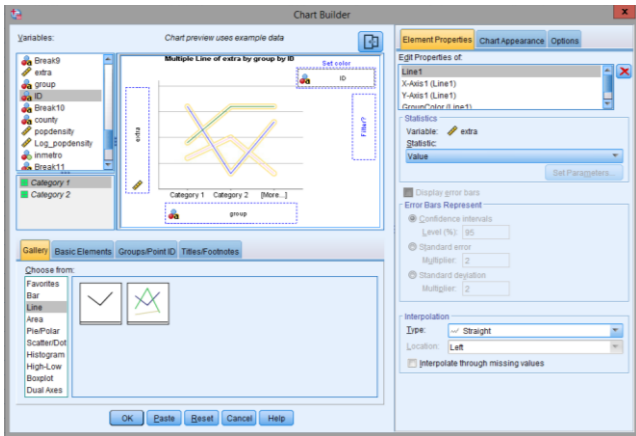 Chart Builder
x
Variables:
Chart preview uses example data
Break9
extra
group
ID
Break10
county
popdensity
Log_popdensity
inmetro
Break11
Category 1
Category 2
Multiple Line of extra by group by ID
Set color
ID
Filter?
extra
Category 1 Category 2 [More...]
group
Gallery Basic Elements Groups/Point ID Titles/Footnotes
Choose from:
Favorites
Bar
Line
Area
Pie/Polar
Scatter/Dot
Histogram
High-Low
Boxplot
Dual Axes
OK Paste Reset Cancel Help
Element Properties Chart Appearance Options
Edit Properties of:
Line1
X-Axis1 (Line1)
Y-Axis1 (Line1)
GroupColor (Line1)
Statistics
Variable: extra
Statistic:
Value
Set Parameters...
Display error bars
Error Bars Represent
Confidence intervals
Level (%): 95
Standard error
Multiplier: 2
Standard deviation
Multiplier: 2
Interpolation
Type: Straight
Location: Left
Interpolate through missing values